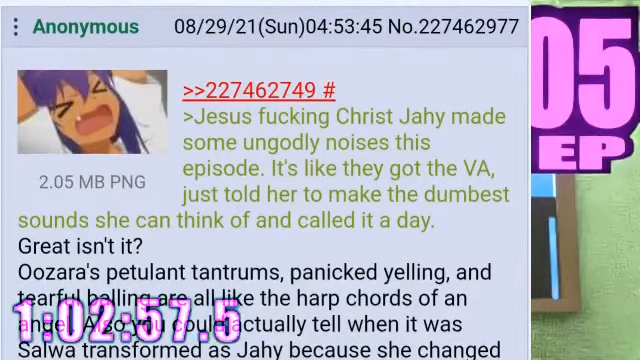 Anonymous 08/29/21(Sun)04:53:45 No.227462977
>>227462749 #
>Jesus fucking Christ Jahy made
some ungodly noises this
episode. It's like they got the VA,
2.05 MB PNG just told her to make the dumbest
sounds she can think of and called it a day.
Great isn't it?
Oozara's petulant tantrums, panicked yelling, and
tearful bolling are all like the harp chords of an
angel. Also you could actually tell when it was
Salwa transformed as Jahy because she changed
1:02:57.5
05
EP